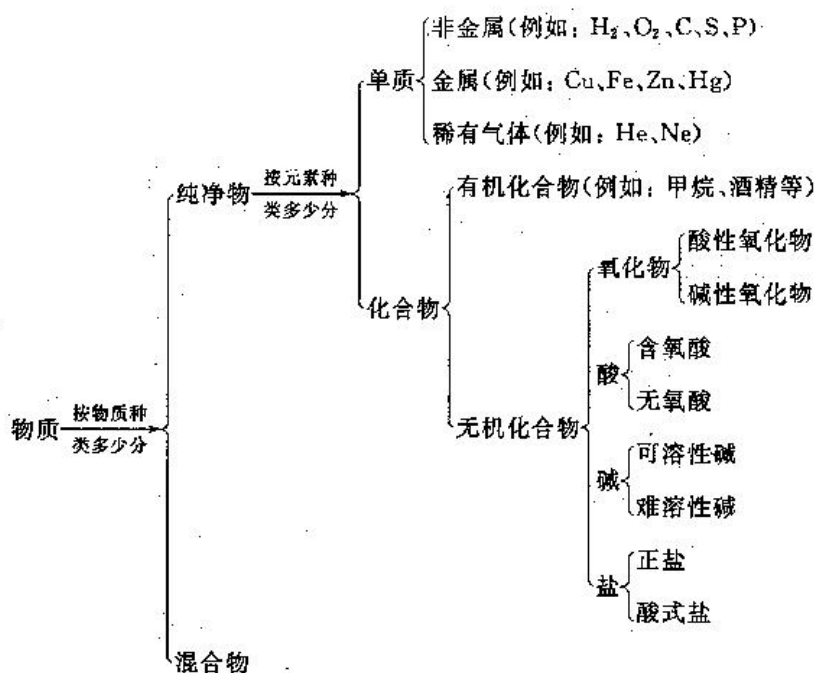 非金属(例如：H₂、O₂、C、S、P)
单质
金属(例如：Cu、Fe、Zn、Hg)
稀有气体(例如：He、Ne)
纯净物
按元素种
类多少分
有机化合物(例如：甲烷、酒精等)
化合物
氧化物
酸性氧化物
碱性氧化物
酸
含氧酸
无氧酸
物质
按物质种
类多少分
无机化合物
碱
可溶性碱
难溶性碱
盐
正盐
酸式盐
混合物